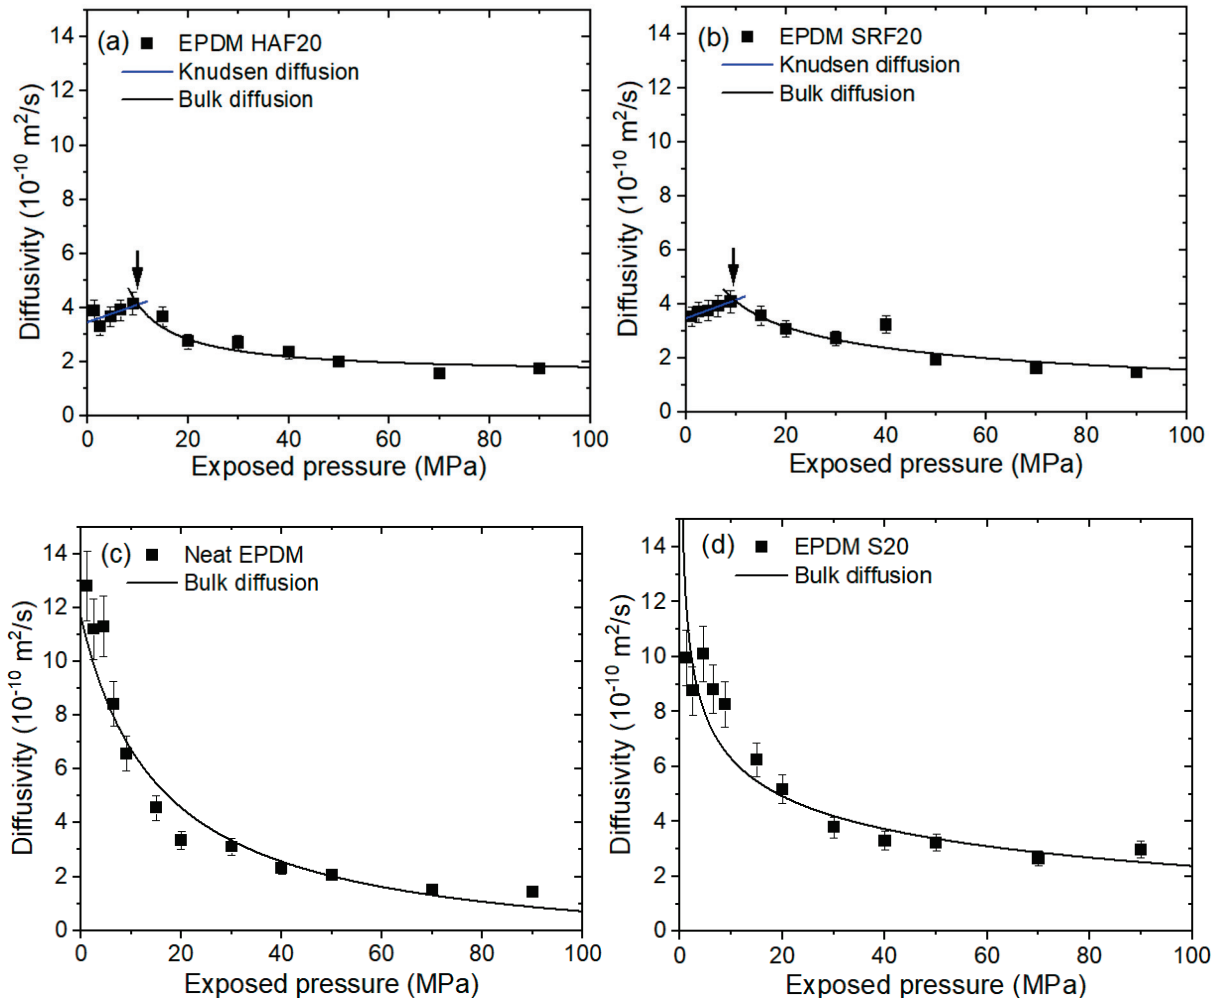 (a) EPDM HAF20
Knudsen diffusion
Bulk diffusion
Diffusivity (10⁻¹⁰ m²/s)
14
12
10
8
6
4
2
0
0 20 40 60 80 100
Exposed pressure (MPa)
(b) EPDM SRF20
Knudsen diffusion
Bulk diffusion
Diffusivity (10⁻¹⁰ m²/s)
14
12
10
8
6
4
2
0
0 20 40 60 80 100
Exposed pressure (MPa)
(c) Neat EPDM
Bulk diffusion
Diffusivity (10⁻¹⁰ m²/s)
14
12
10
8
6
4
2
0
0 20 40 60 80 100
Exposed pressure (MPa)
(d) EPDM S20
Bulk diffusion
Diffusivity (10⁻¹⁰ m²/s)
14
12
10
8
6
4
2
0
0 20 40 60 80 100
Exposed pressure (MPa)